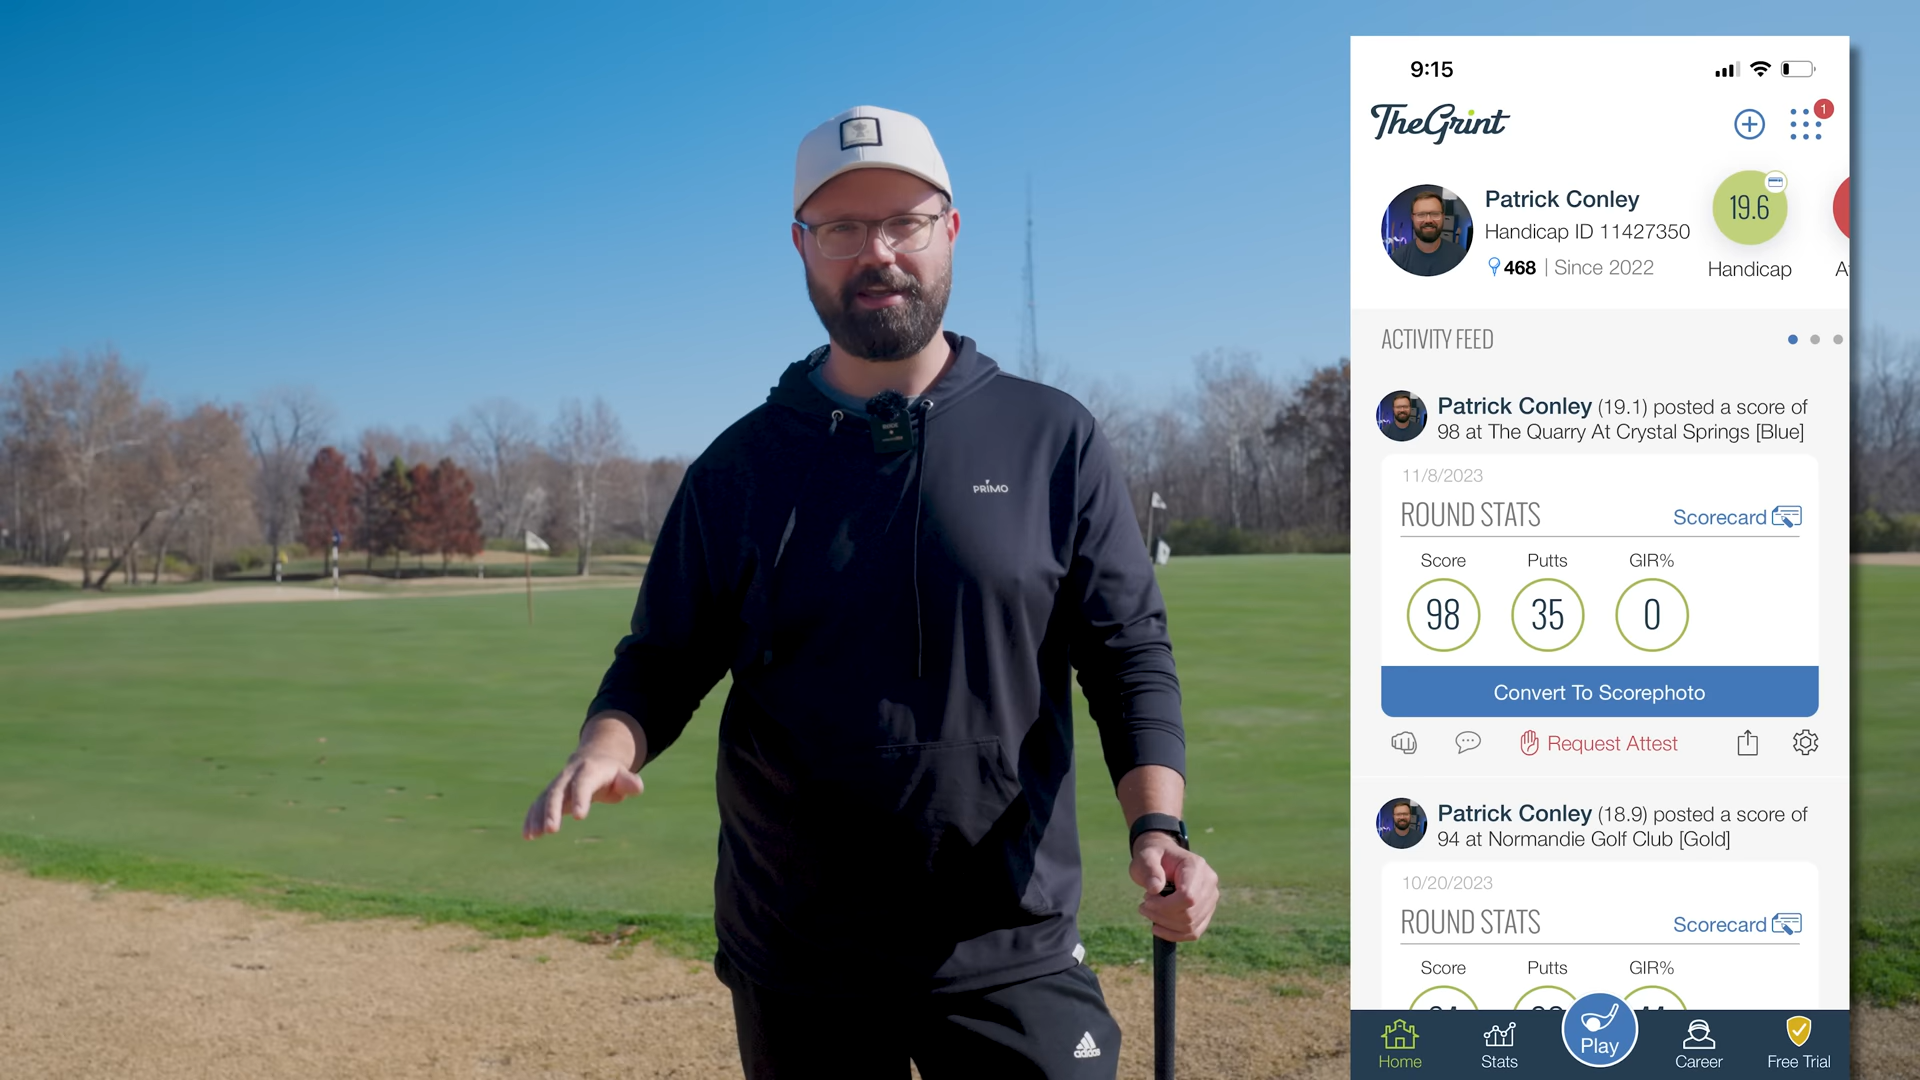 PRIMO
adidas
9:15
TheGrint
1
Patrick Conley
Handicap ID 11427350
468 | Since 2022
19.6
Handicap
A
ACTIVITY FEED
Patrick Conley (19.1) posted a score of
98 at The Quarry At Crystal Springs [Blue]
11/8/2023
ROUND STATS
Scorecard
Score Putts GIR%
98 35 0
Convert To Scorephoto
Request Attest
Patrick Conley (18.9) posted a score of
94 at Normandie Golf Club [Gold]
10/20/2023
ROUND STATS
Scorecard
Score Putts GIR%
Home Stats Play Career Free Trial